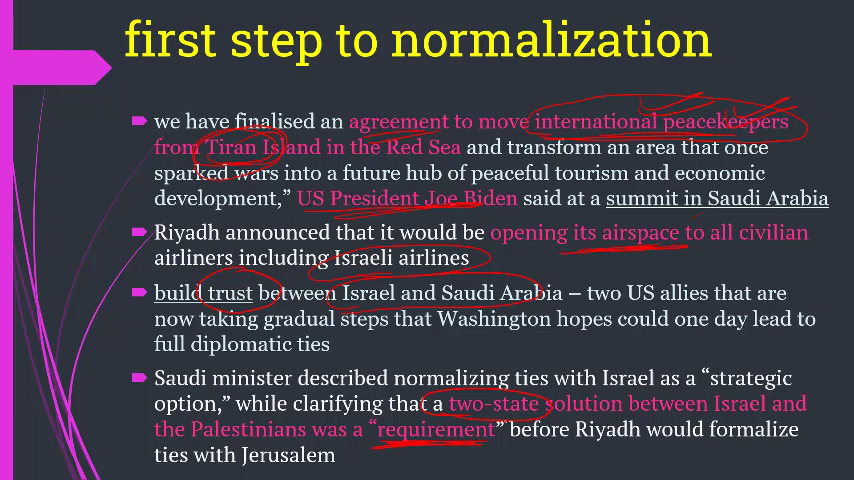 first step to normalization
we have finalised an agreement to move international peacekeepers
from Tiran Island in the Red Sea and transform an area that once
sparked wars into a future hub of peaceful tourism and economic
development,” US President Joe Biden said at a summit in Saudi Arabia
Riyadh announced that it would be opening its airspace to all civilian
airliners including Israeli airlines
build trust between Israel and Saudi Arabia – two US allies that are
now taking gradual steps that Washington hopes could one day lead to
full diplomatic ties
Saudi minister described normalizing ties with Israel as a “strategic
option,” while clarifying that a two-state solution between Israel and
the Palestinians was a “requirement” before Riyadh would formalize
ties with Jerusalem